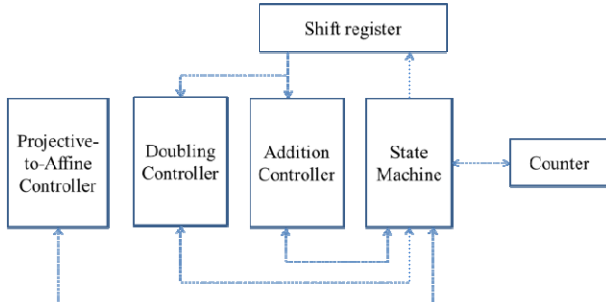 Shift register
Projective-
to-Affine
Controller
Doubling
Controller
Addition
Controller
State
Machine
Counter